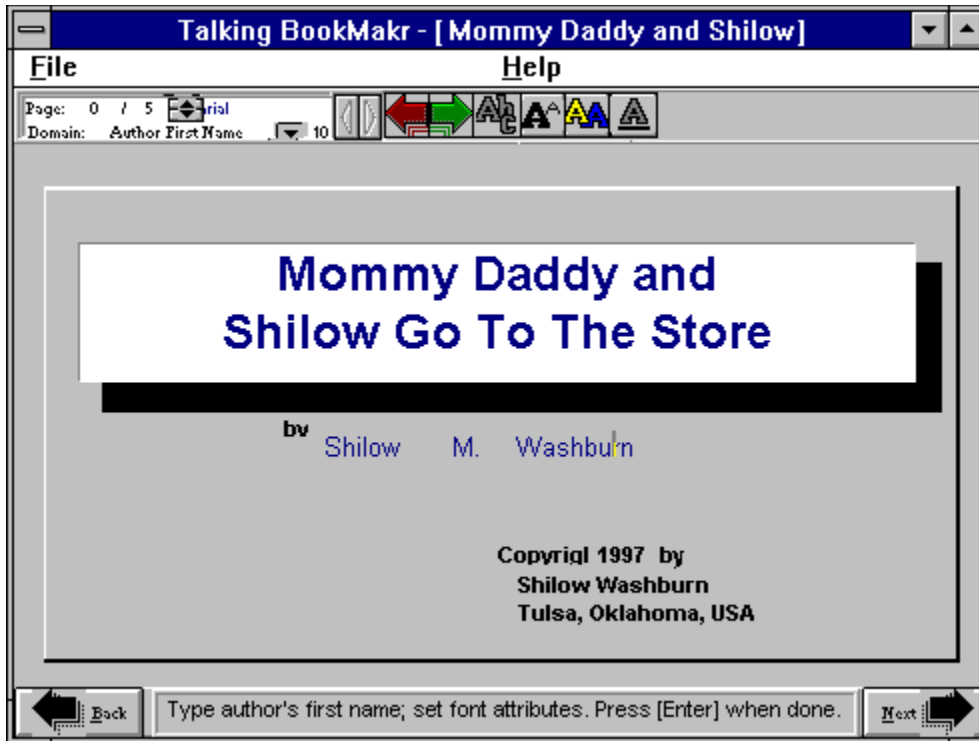 Talking BookMakr - [Mommy Daddy and Shilow]
File Help
Page: 0 / 5
Domain: Author First Name 10
Abc A A AA A
Mommy Daddy and
Shilow Go To The Store
by
Shilow M. Washburn
Copyrigl 1997 by
Shilow Washburn
Tulsa, Oklahoma, USA
Back Type author's first name; set font attributes. Press [Enter] when done. Next